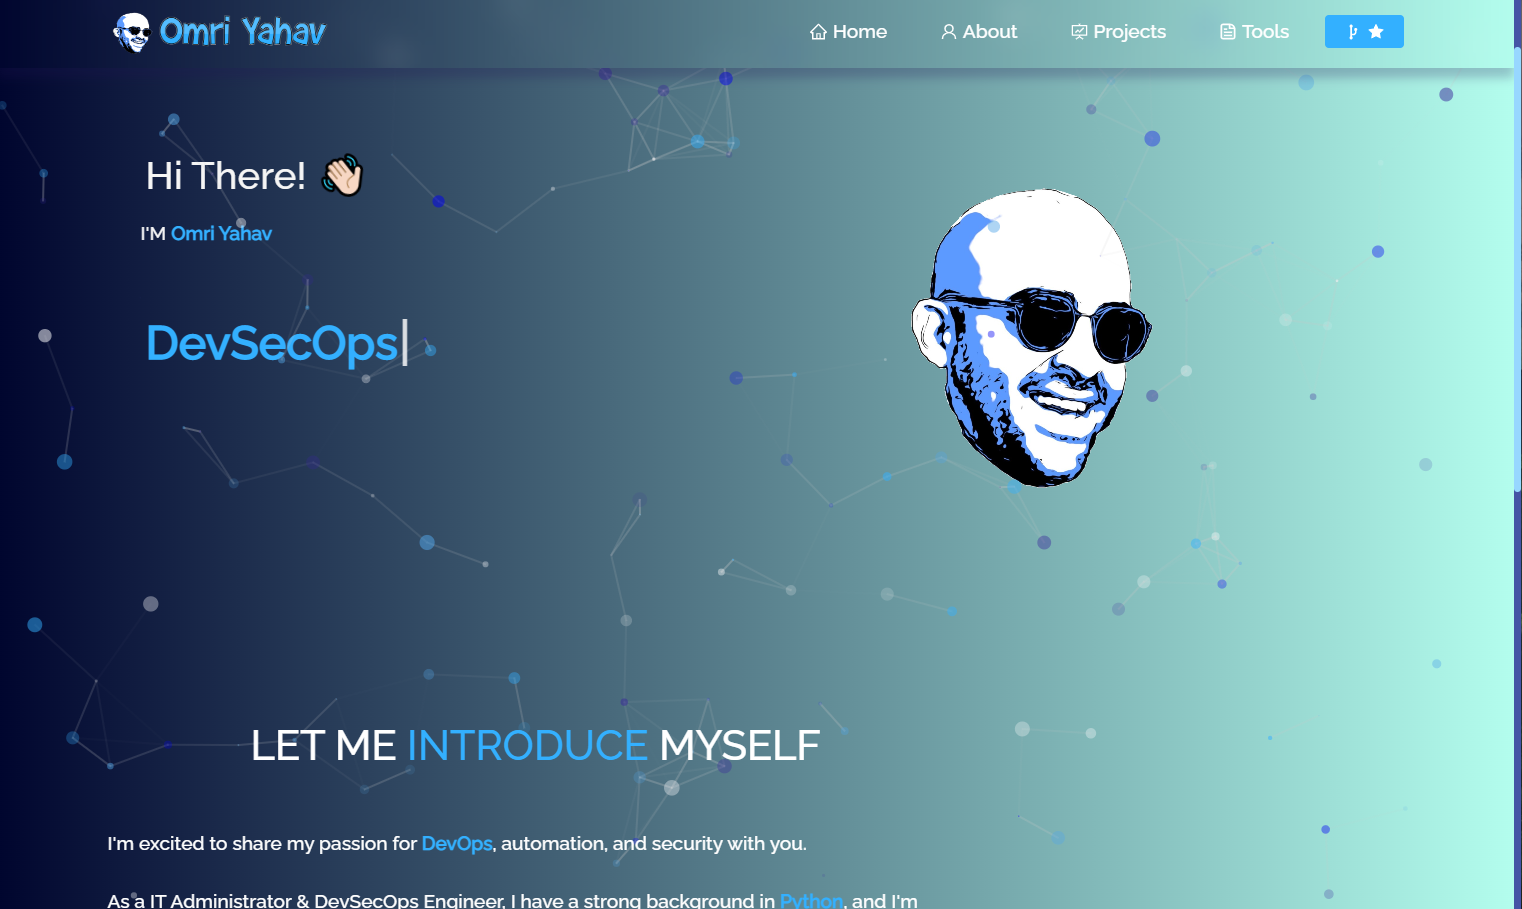 Omri Yahav
Home
About
Projects
Tools
Hi There!
I'M Omri Yahav
DevSecOps|
LET ME INTRODUCE MYSELF
I'm excited to share my passion for DevOps, automation, and security with you.
As a IT Administrator & DevSecOps Engineer, I have a strong background in Python, and I'm